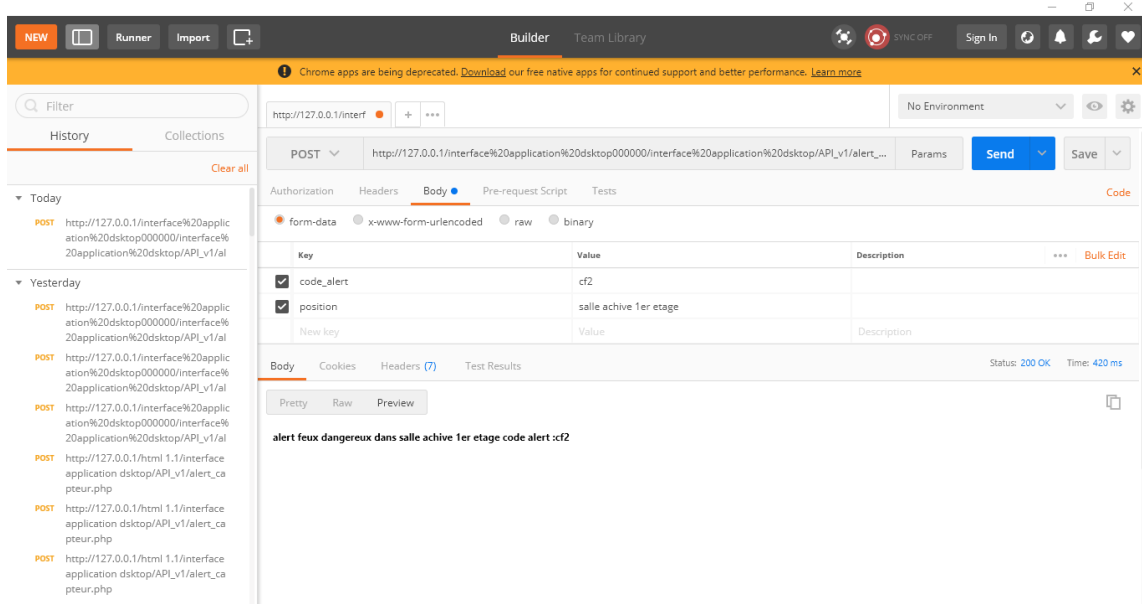 NEW Runner Import Builder Team Library SYNC OFF Sign In
Chrome apps are being deprecated. Download our free native apps for continued support and better performance. Learn more
Filter
History Collections
Clear all
Today
POST http://127.0.0.1/interface%20applic
ation%20dsktop000000/interface%
20application%20dsktop/API_v1/al
Yesterday
POST http://127.0.0.1/interface%20applic
ation%20dsktop000000/interface%
20application%20dsktop/API_v1/al
POST http://127.0.0.1/interface%20applic
ation%20dsktop000000/interface%
20application%20dsktop/API_v1/al
POST http://127.0.0.1/interface%20applic
ation%20dsktop000000/interface%
20application%20dsktop/API_v1/al
POST http://127.0.0.1/html 1.1/interface
application dsktop/API_v1/alert_ca
pteur.php
POST http://127.0.0.1/html 1.1/interface
application dsktop/API_v1/alert_ca
pteur.php
POST http://127.0.0.1/html 1.1/interface
application dsktop/API_v1/alert_ca
pteur.php
http://127.0.0.1/interf + •••
No Environment
POST http://127.0.0.1/interface%20application%20dsktop000000/interface%20application%20dsktop/API_v1/alert_... Params Send Save
Authorization Headers Body Pre-request Script Tests Code
form-data x-www-form-urlencoded raw binary
Key Value Description ••• Bulk Edit
code_alert cf2
position salle achive 1er etage
New key Value Description
Body Cookies Headers (7) Test Results Status: 200 OK Time: 420 ms
Pretty Raw Preview
alert feux dangereux dans salle achive 1er etage code alert :cf2